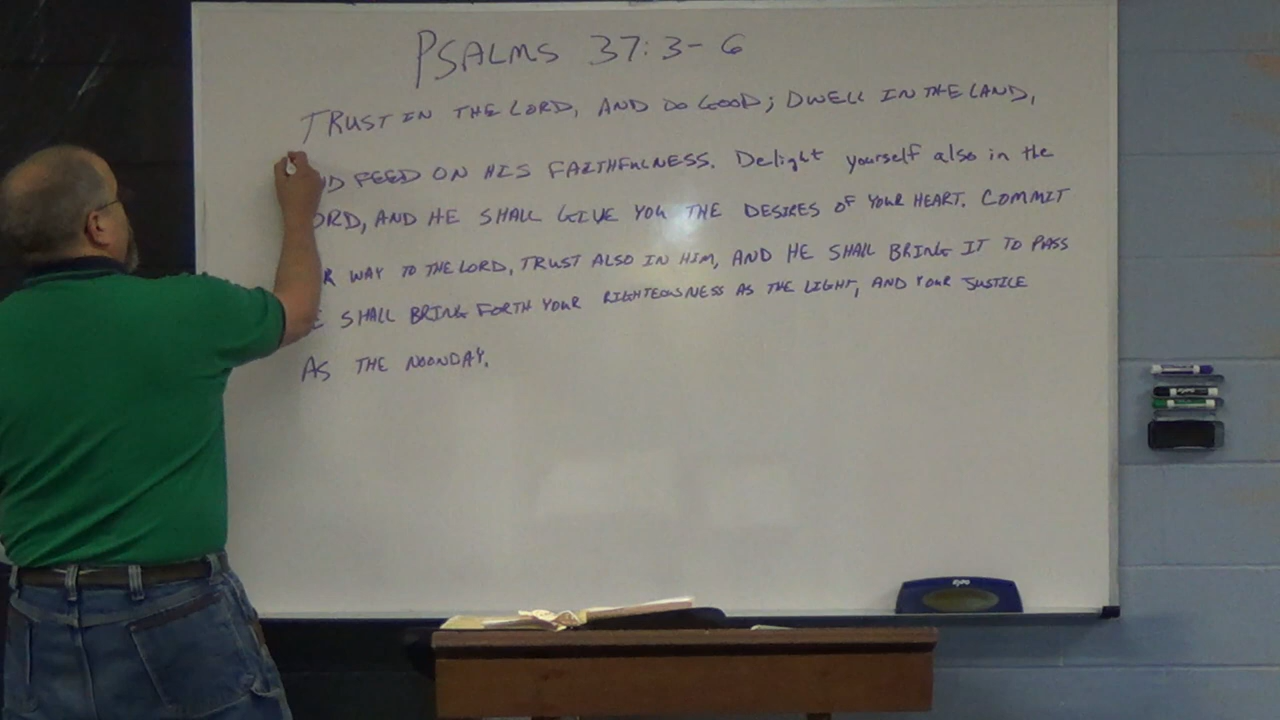 PSALMS 37:3-6
TRUST IN THE LORD, AND DO GOOD; DWELL IN THE LAND,
FEED ON HIS FAITHFULNESS. Delight yourself also in the
ORD, AND HE SHALL GIVE YOU THE DESIRES OF YOUR HEART. COMMIT
R WAY TO THE LORD, TRUST ALSO IN HIM, AND HE SHALL BRING IT TO PASS
E SHALL BRING FORTH YOUR RIGHTEOUSNESS AS THE LIGHT, AND YOUR JUSTICE
AS THE NOONDAY.
EXPO